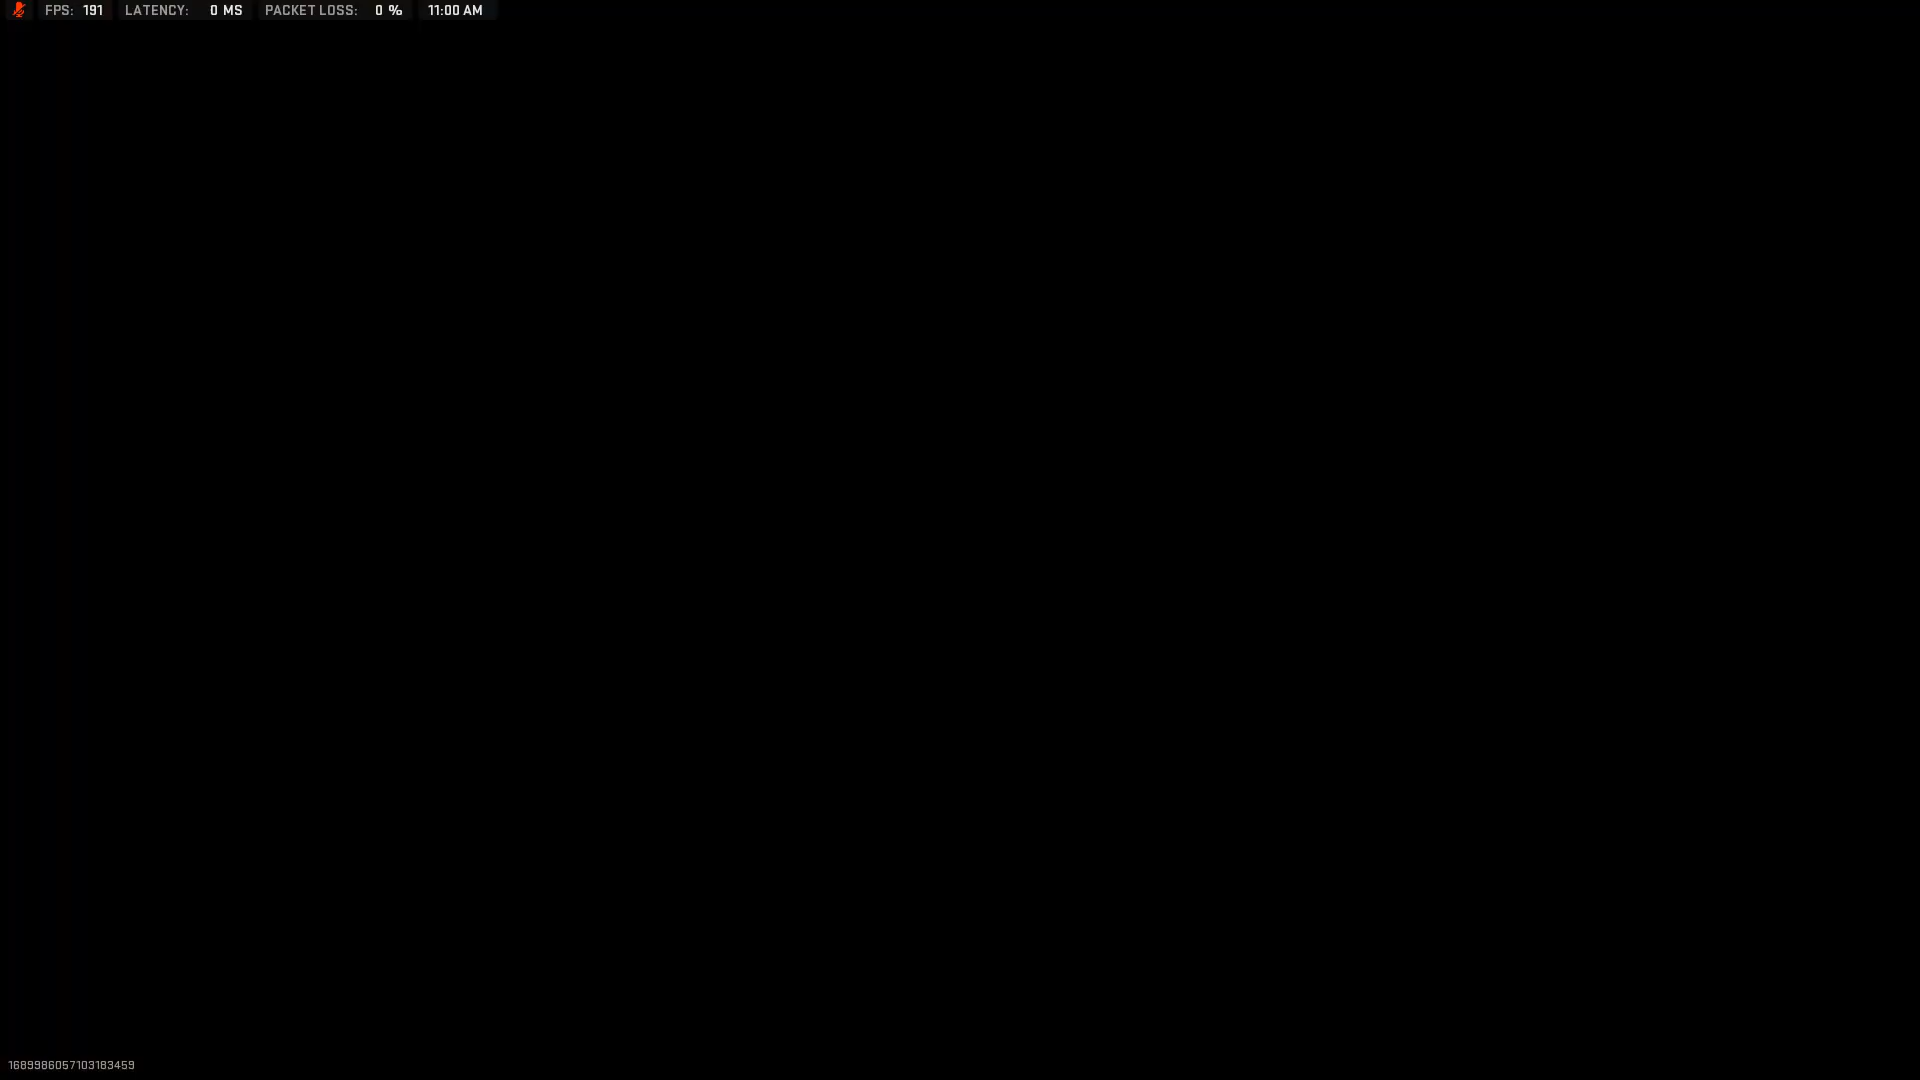 FPS: 191 LATENCY: 0 MS PACKET LOSS: 0 % 11:00 AM
1689986057103183459